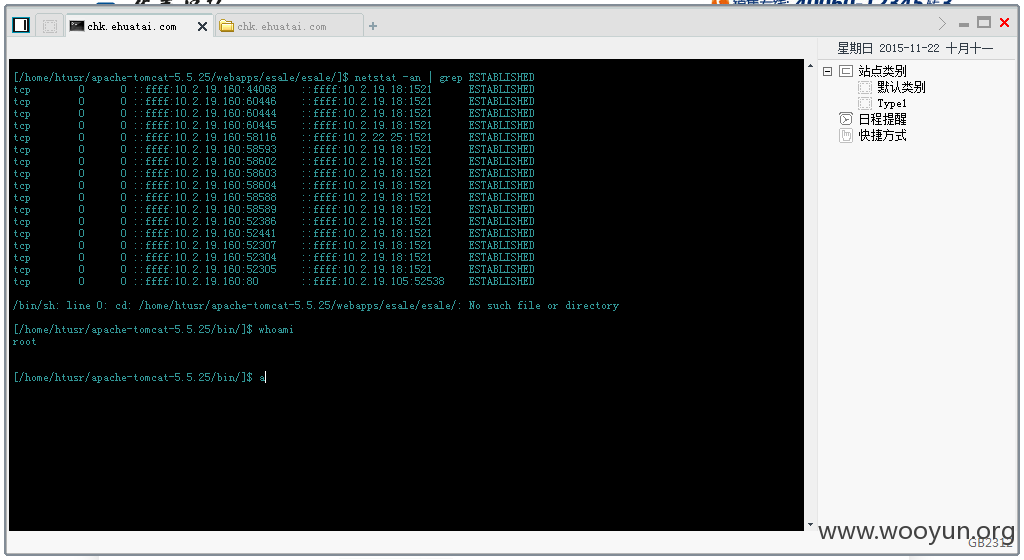 chk.ehuatai.com
chk.ehuatai.com
星期日 2015-11-22 十月十一
[/home/htusr/apache-tomcat-5.5.25/webapps/esale/esale/]$ netstat -an | grep ESTABLISHED
tcp 0 0 ::ffff:10.2.19.160:44068 ::ffff:10.2.19.18:1521 ESTABLISHED
tcp 0 0 ::ffff:10.2.19.160:60446 ::ffff:10.2.19.18:1521 ESTABLISHED
tcp 0 0 ::ffff:10.2.19.160:60444 ::ffff:10.2.19.18:1521 ESTABLISHED
tcp 0 0 ::ffff:10.2.19.160:60445 ::ffff:10.2.19.18:1521 ESTABLISHED
tcp 0 0 ::ffff:10.2.19.160:58116 ::ffff:10.2.22.25:1521 ESTABLISHED
tcp 0 0 ::ffff:10.2.19.160:58593 ::ffff:10.2.19.18:1521 ESTABLISHED
tcp 0 0 ::ffff:10.2.19.160:58602 ::ffff:10.2.19.18:1521 ESTABLISHED
tcp 0 0 ::ffff:10.2.19.160:58603 ::ffff:10.2.19.18:1521 ESTABLISHED
tcp 0 0 ::ffff:10.2.19.160:58604 ::ffff:10.2.19.18:1521 ESTABLISHED
tcp 0 0 ::ffff:10.2.19.160:58588 ::ffff:10.2.19.18:1521 ESTABLISHED
tcp 0 0 ::ffff:10.2.19.160:58589 ::ffff:10.2.19.18:1521 ESTABLISHED
tcp 0 0 ::ffff:10.2.19.160:52386 ::ffff:10.2.19.18:1521 ESTABLISHED
tcp 0 0 ::ffff:10.2.19.160:52441 ::ffff:10.2.19.18:1521 ESTABLISHED
tcp 0 0 ::ffff:10.2.19.160:52307 ::ffff:10.2.19.18:1521 ESTABLISHED
tcp 0 0 ::ffff:10.2.19.160:52304 ::ffff:10.2.19.18:1521 ESTABLISHED
tcp 0 0 ::ffff:10.2.19.160:52305 ::ffff:10.2.19.18:1521 ESTABLISHED
tcp 0 0 ::ffff:10.2.19.160:80 ::ffff:10.2.19.105:52538 ESTABLISHED
/bin/sh: line 0: cd: /home/htusr/apache-tomcat-5.5.25/webapps/esale/esale/: No such file or directory
[/home/htusr/apache-tomcat-5.5.25/bin/]$ whoami
root
[/home/htusr/apache-tomcat-5.5.25/bin/]$ a
站点类别
默认类别
Type1
日程提醒
快捷方式
www.wooyun.org
GB2312